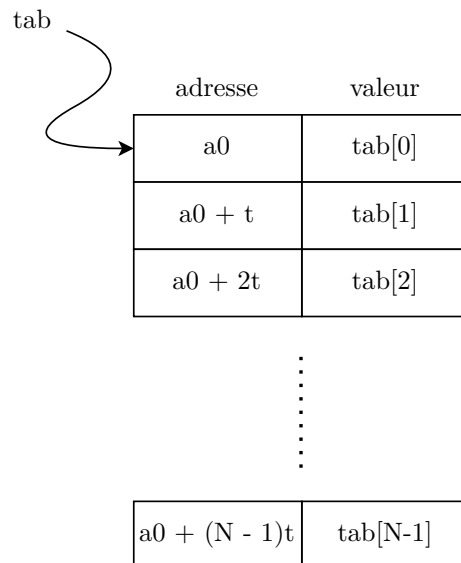 tab
adresse valeur
a0 tab[0]
a0 + t tab[1]
a0 + 2t tab[2]
a0 + (N - 1)t tab[N-1]